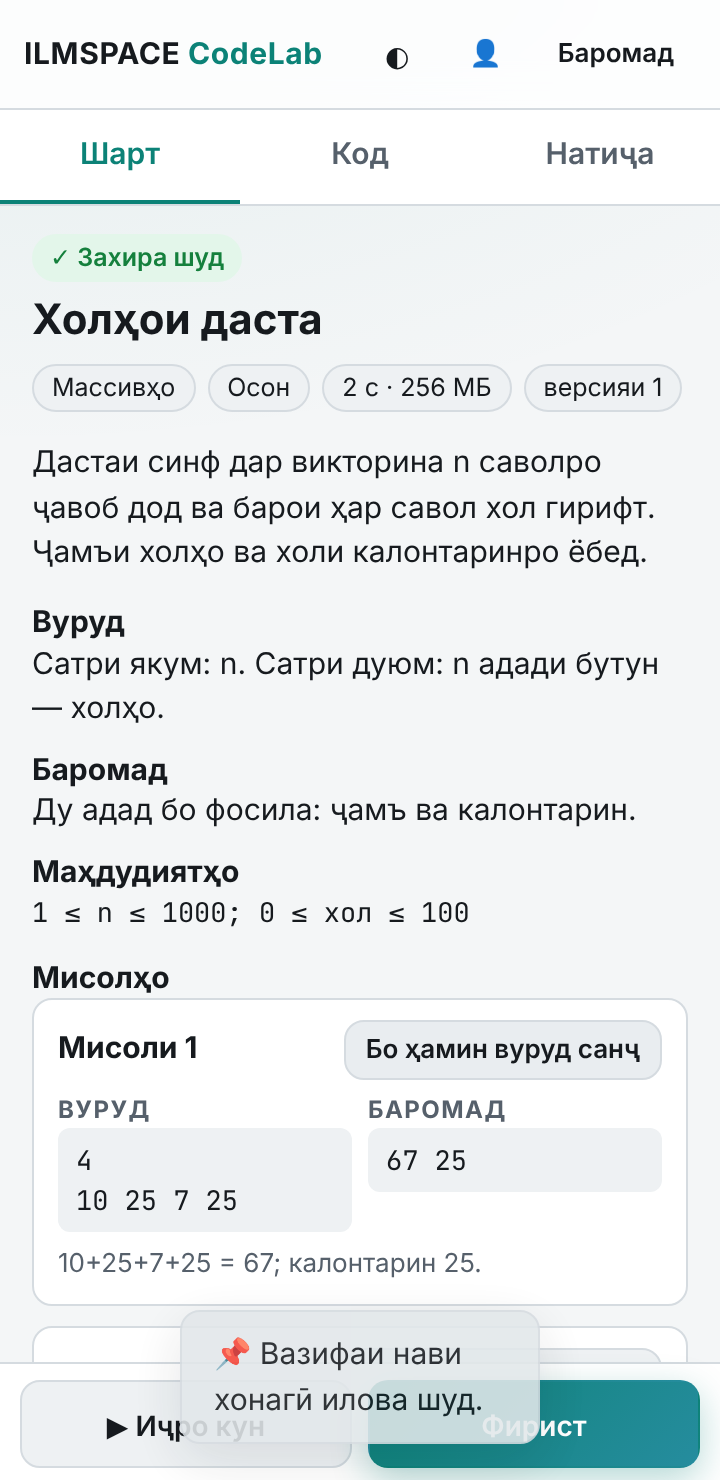 ILMSPACE CodeLab Баромад
Шарт Код Натиҷа
✓ Захира шуд
Холҳои даста
Массивҳо Осон 2 с · 256 МБ версияи 1
Дастаи синф дар викторина n саволро
ҷавоб дод ва барои ҳар савол хол гирифт.
Ҷамъи холҳо ва холи калонтаринро ёбед.
Вуруд
Сатри якум: n. Сатри дуюм: n адади бутун
— холҳо.
Баромад
Ду адад бо фосила: ҷамъ ва калонтарин.
Маҳдудиятҳо
1 ≤ n ≤ 1000; 0 ≤ хол ≤ 100
Мисолҳо
Мисоли 1 Бо ҳамин вуруд санҷ
ВУРУД БАРОМАД
4 67 25
10 25 7 25
10+25+7+25 = 67; калонтарин 25.
📌 Вазифаи нави
хонагӣ илова шуд.
▶ Иҷро кун Фирист